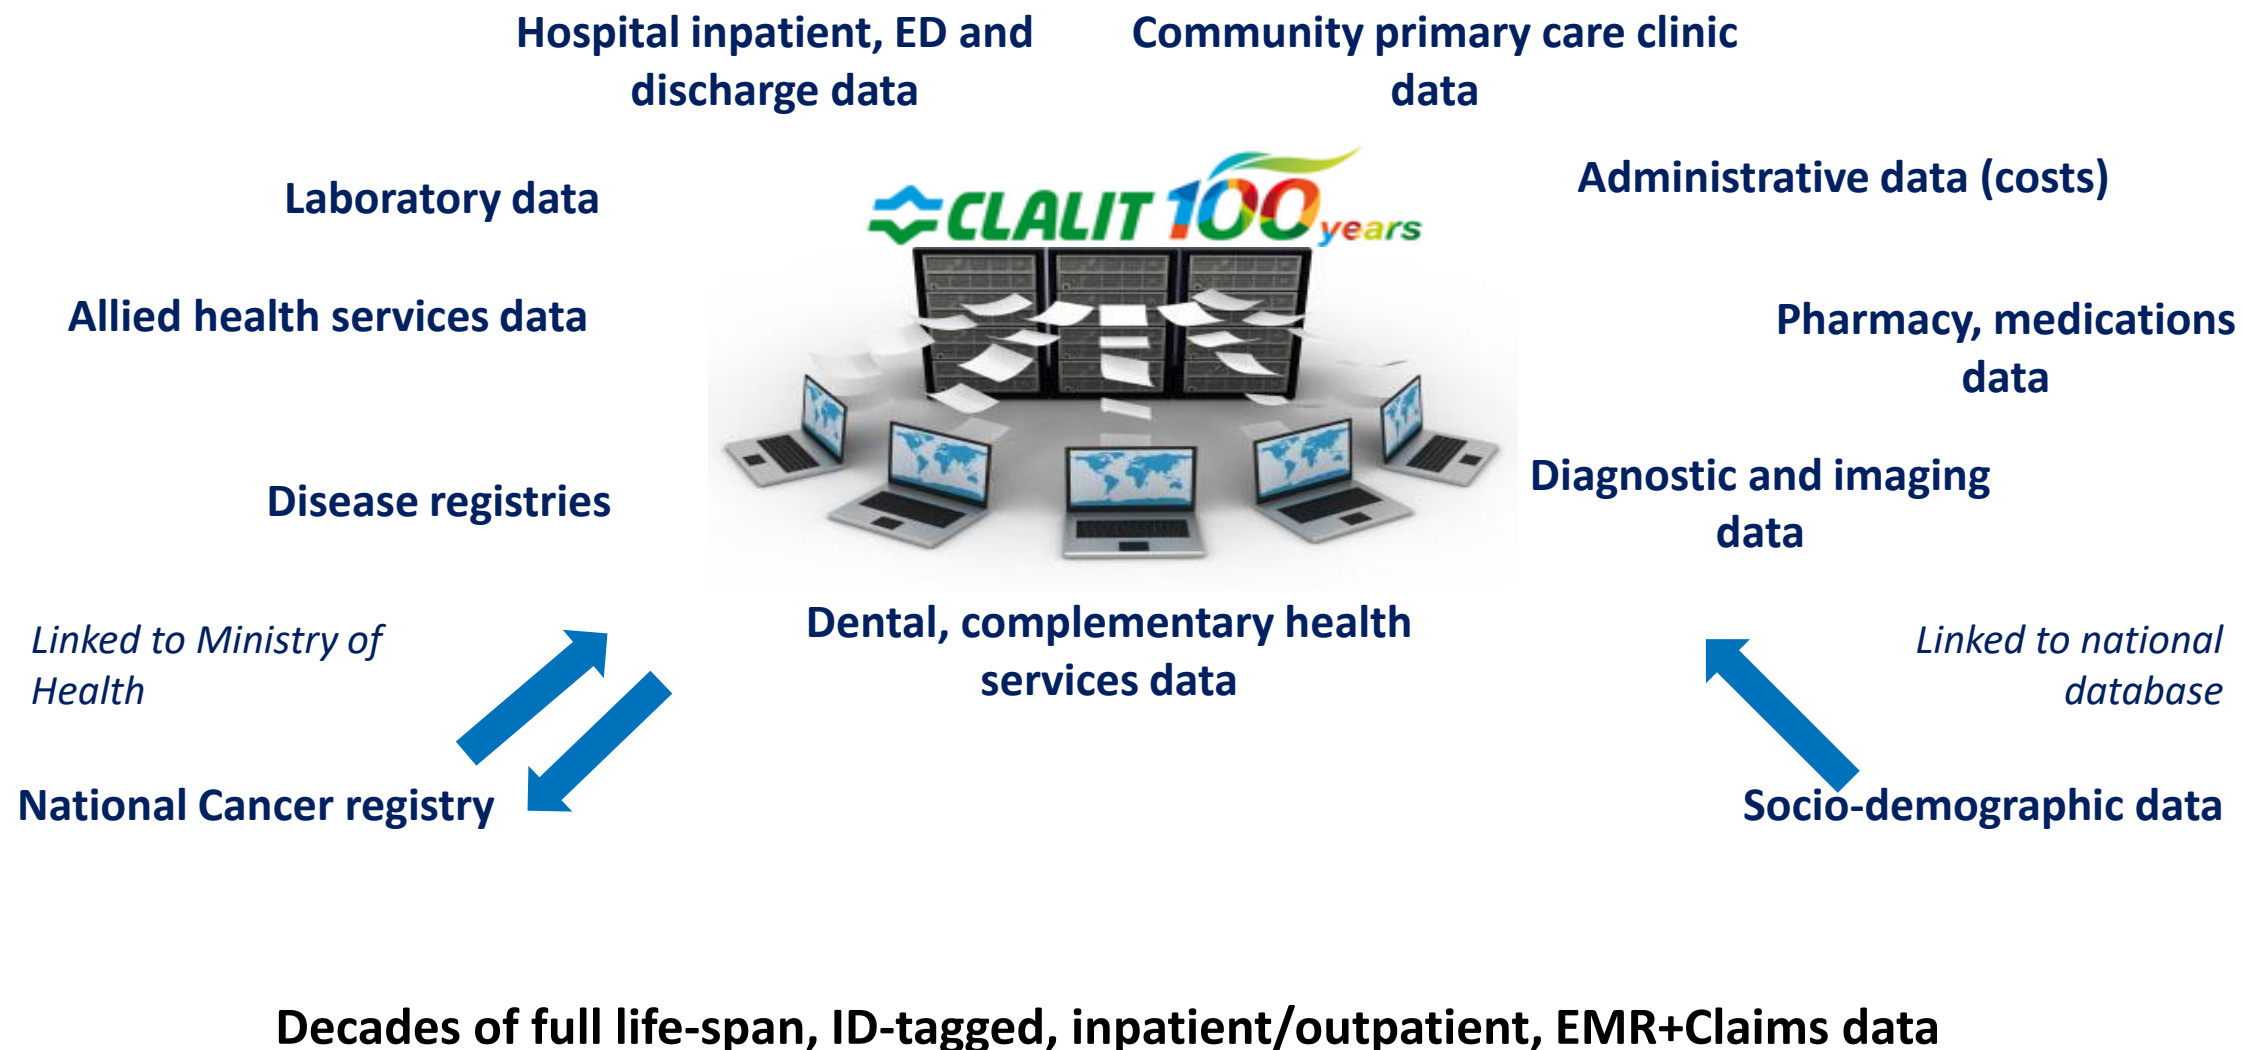 Hospital inpatient, ED and
discharge data
Community primary care clinic
data
Laboratory data
CLALIT 100 years
Administrative data (costs)
Allied health services data
Pharmacy, medications
data
Disease registries
Diagnostic and imaging
data
Linked to Ministry of
Health
Dental, complementary health
services data
Linked to national
database
National Cancer registry
Socio-demographic data
Decades of full life-span, ID-tagged, inpatient/outpatient, EMR+Claims data